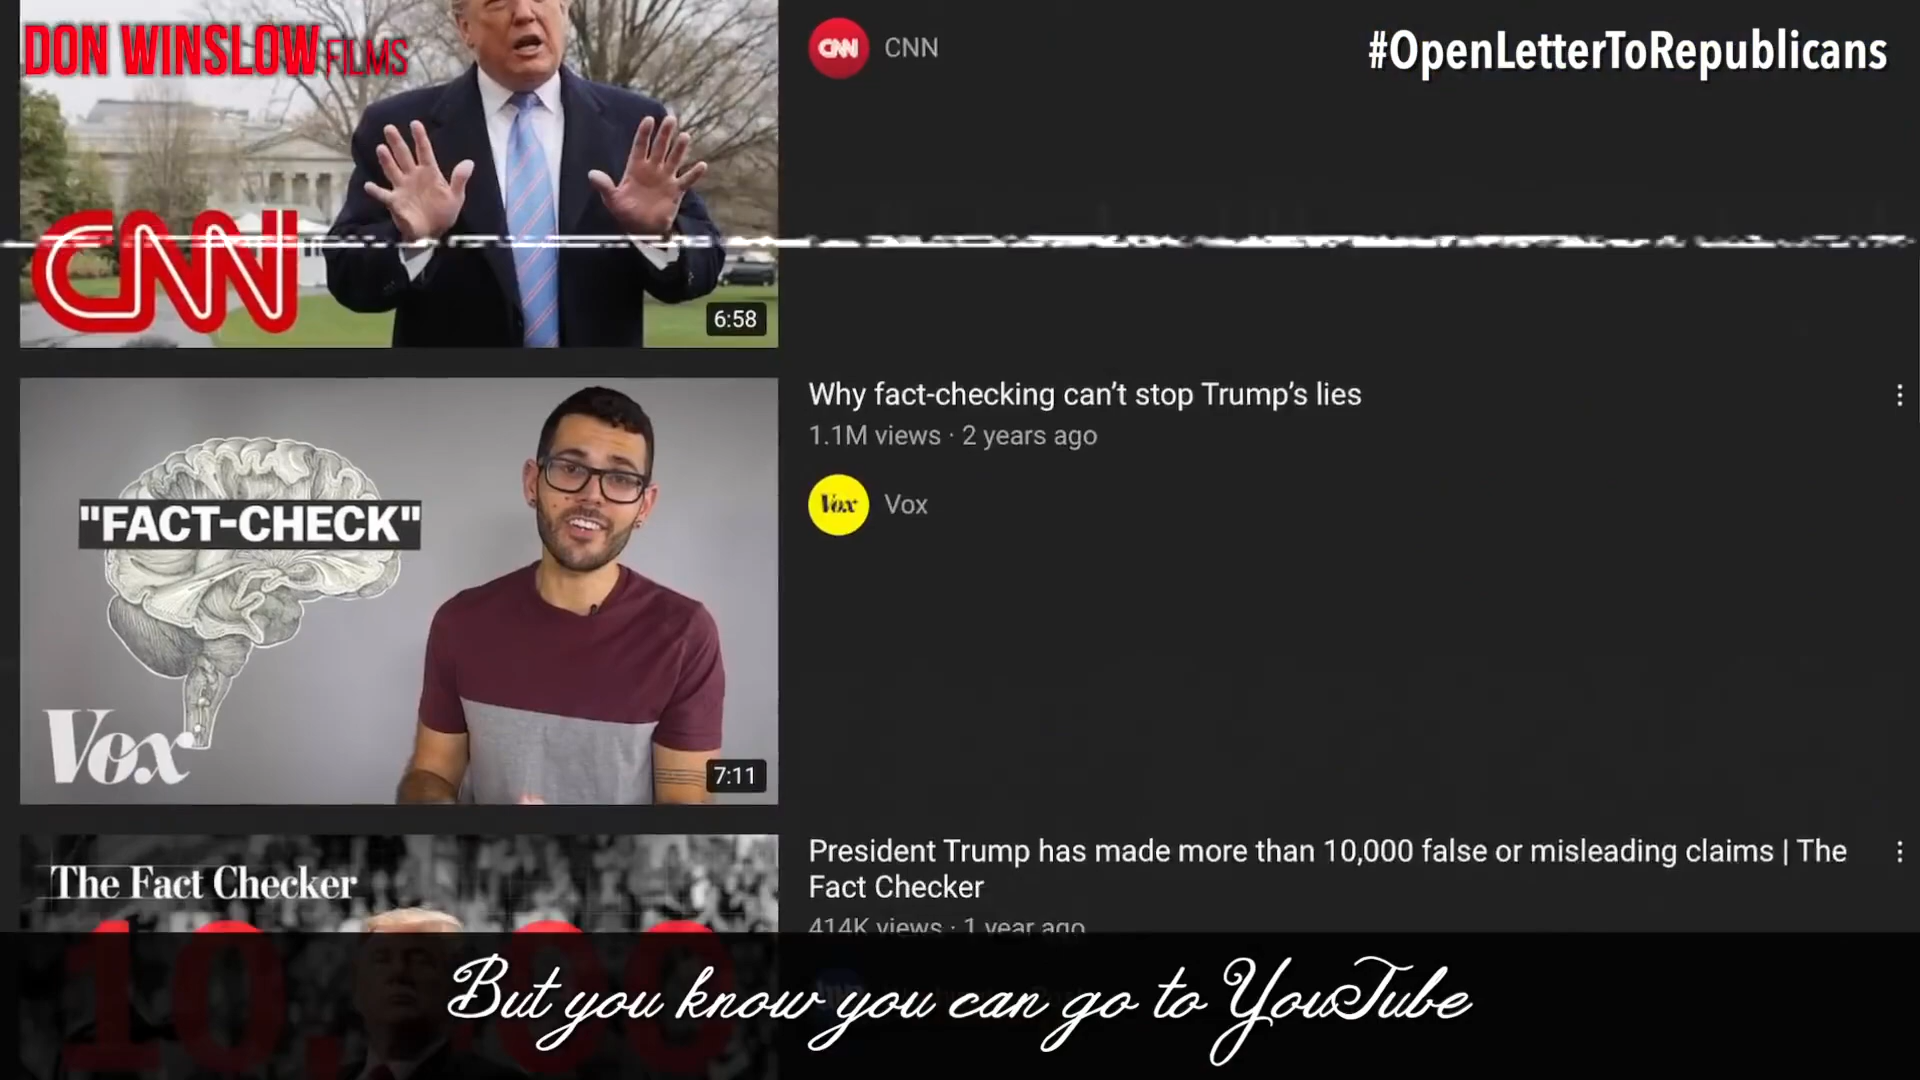 DON WINSLOW FILMS
#OpenLetterToRepublicans
CNN
CNN
CNN
6:58
Why fact-checking can't stop Trump's lies
1.1M views · 2 years ago
Vox
Vox
"FACT-CHECK"
Vox
7:11
President Trump has made more than 10,000 false or misleading claims | The
Fact Checker
414K views · 1 year ago
The Fact Checker
But you know you can go to YouTube